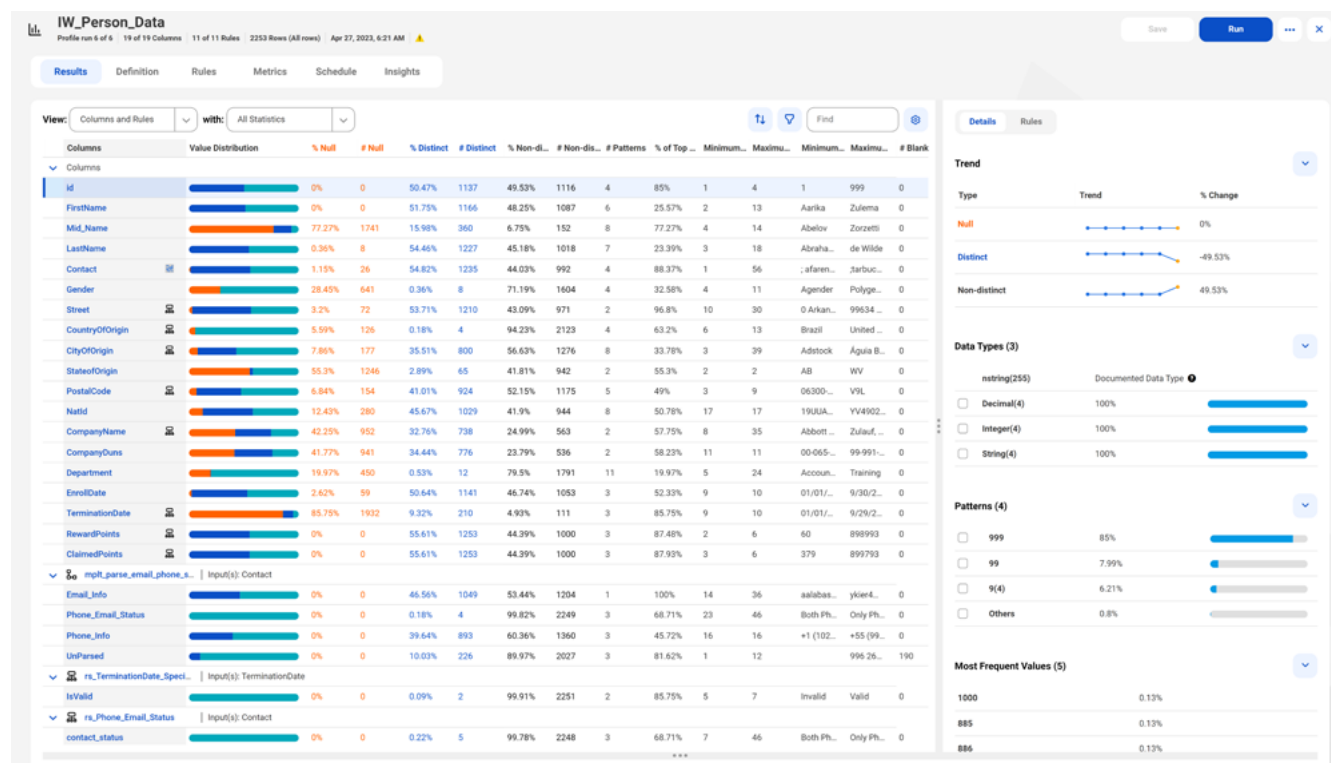 IW_Person_Data
Profile run 6 of 6 | 19 of 19 Columns | 11 of 11 Rules | 2253 Rows (All rows) | Apr 27, 2023, 6:21 AM
Save Run
Results Definition Rules Metrics Schedule Insights
View: Columns and Rules with: All Statistics Find
Columns Value Distribution % Null # Null % Distinct # Distinct % Non-di... # Non-dis... # Patterns % of Top ... Minimum... Maximu... Minimum... Maximu... # Blank
Columns
id 0% 0 50.47% 1137 49.53% 1116 4 85% 1 4 1 999 0
FirstName 0% 0 51.75% 1166 48.25% 1087 6 25.57% 2 13 Aarika Zulema 0
Mid_Name 77.27% 1741 15.98% 360 6.75% 152 8 77.27% 4 14 Abelov Zorzetti 0
LastName 0.36% 8 54.46% 1227 45.18% 1018 7 23.39% 3 18 Abraha... de Wilde 0
Contact 1.15% 26 54.82% 1235 44.03% 992 4 88.37% 1 56 ; afaren... ;tarbuc... 0
Gender 28.45% 641 0.36% 8 71.19% 1604 4 32.58% 4 11 Agender Polyge... 0
Street 3.2% 72 53.71% 1210 43.09% 971 2 96.8% 10 30 0 Arkan... 99634 ... 0
CountryOfOrigin 5.59% 126 0.18% 4 94.23% 2123 4 63.2% 6 13 Brazil United ... 0
CityOfOrigin 7.86% 177 35.51% 800 56.63% 1276 8 33.78% 3 39 Adstock Águia B... 0
StateofOrigin 55.3% 1246 2.89% 65 41.81% 942 2 55.3% 2 2 AB WV 0
PostalCode 6.84% 154 41.01% 924 52.15% 1175 5 49% 3 9 06300-... V9L 0
NatId 12.43% 280 45.67% 1029 41.9% 944 8 50.78% 17 17 19UUA... YV4902... 0
CompanyName 42.25% 952 32.76% 738 24.99% 563 2 57.75% 8 35 Abbott ... Zulauf, ... 0
CompanyDuns 41.77% 941 34.44% 776 23.79% 536 2 58.23% 11 11 00-065-... 99-991-... 0
Department 19.97% 450 0.53% 12 79.5% 1791 11 19.97% 5 24 Accoun... Training 0
EnrollDate 2.62% 59 50.64% 1141 46.74% 1053 3 52.33% 9 10 01/01/... 9/30/2... 0
TerminationDate 85.75% 1932 9.32% 210 4.93% 111 3 85.75% 9 10 01/01/... 9/29/2... 0
RewardPoints 0% 0 55.61% 1253 44.39% 1000 3 87.48% 2 6 60 898993 0
ClaimedPoints 0% 0 55.61% 1253 44.39% 1000 3 87.93% 3 6 379 899793 0
mplt_parse_email_phone_s... | Input(s): Contact
Email_Info 0% 0 46.56% 1049 53.44% 1204 1 100% 14 36 aalabas... ykier4... 0
Phone_Email_Status 0% 0 0.18% 4 99.82% 2249 3 68.71% 23 46 Both Ph... Only Ph... 0
Phone_Info 0% 0 39.64% 893 60.36% 1360 3 45.72% 16 16 +1 (102... +55 (99... 0
UnParsed 0% 0 10.03% 226 89.97% 2027 3 81.62% 1 12 996 26... 190
rs_TerminationDate_Speci... | Input(s): TerminationDate
IsValid 0% 0 0.09% 2 99.91% 2251 2 85.75% 5 7 Invalid Valid 0
rs_Phone_Email_Status | Input(s): Contact
contact_status 0% 0 0.22% 5 99.78% 2248 3 68.71% 7 46 Both Ph... Only Ph... 0
Details Rules
Trend
Type Trend % Change
Null 0%
Distinct -49.53%
Non-distinct 49.53%
Data Types (3)
nstring(255) Documented Data Type
Decimal(4) 100%
Integer(4) 100%
String(4) 100%
Patterns (4)
999 85%
99 7.99%
9(4) 6.21%
Others 0.8%
Most Frequent Values (5)
1000 0.13%
885 0.13%
886 0.13%